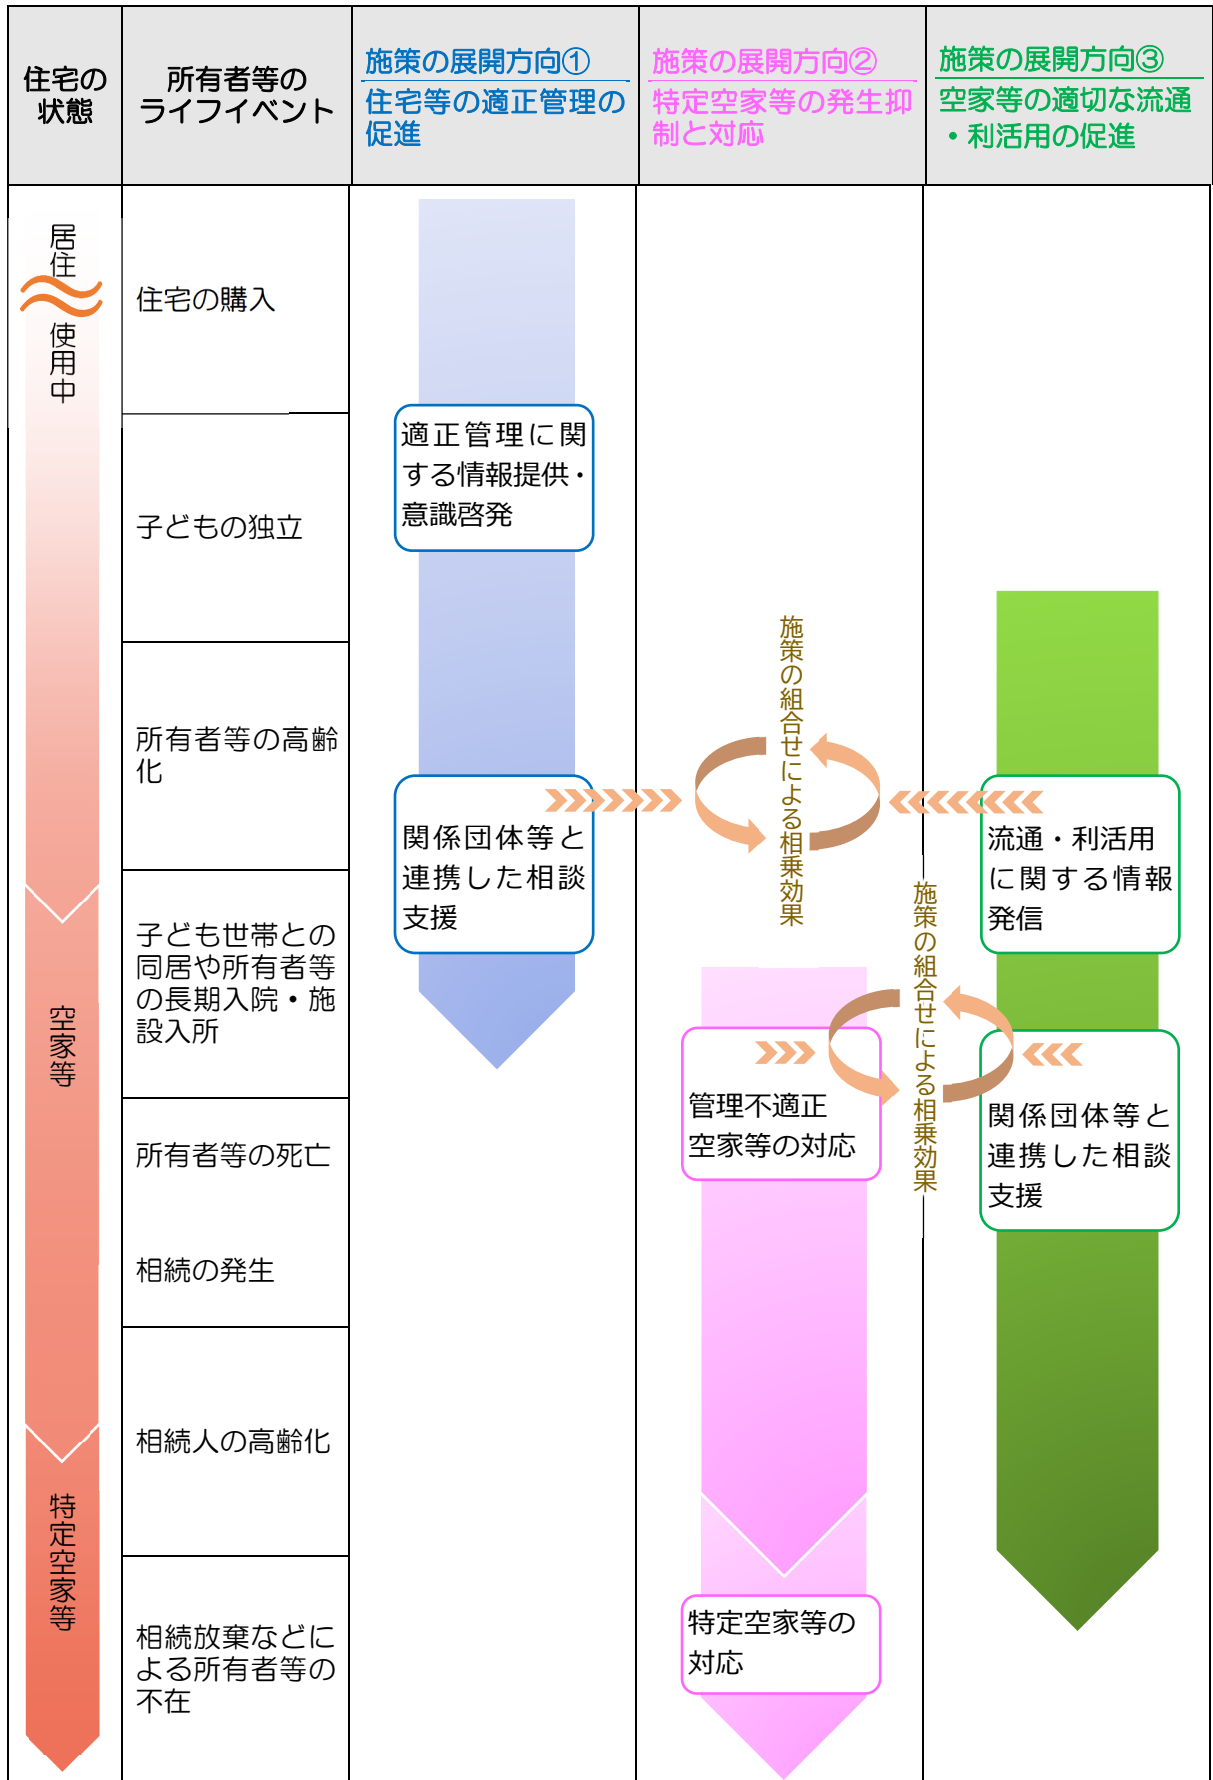 住宅の
状態
所有者等の
ライフイベント
施策の展開方向①
住宅等の適正管理の
促進
施策の展開方向②
特定空家等の発生抑
制と対応
施策の展開方向③
空家等の適切な流通
・利活用の促進
居住
使用中
空家等
特定空家等
住宅の購入
子どもの独立
所有者等の高齢
化
子ども世帯との
同居や所有者等
の長期入院・施
設入所
所有者等の死亡
相続の発生
相続人の高齢化
相続放棄などに
よる所有者等の
不在
適正管理に関
する情報提供・
意識啓発
関係団体等と
連携した相談
支援
施策の組合せによる相乗効果
管理不適正
空家等の対応
特定空家等の
対応
施策の組合せによる相乗効果
流通・利活用
に関する情報
発信
関係団体等と
連携した相談
支援